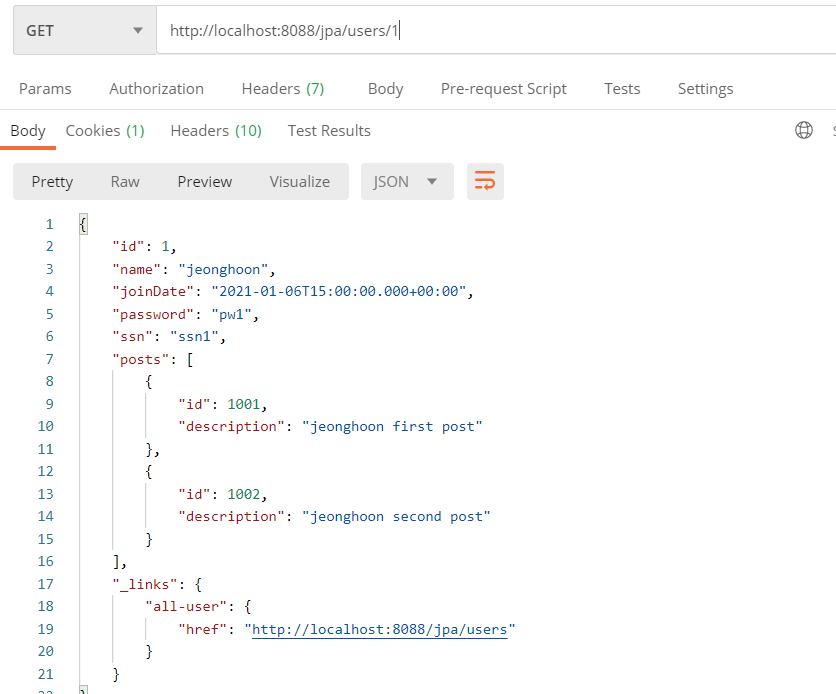 GET http://localhost:8088/jpa/users/1
Params Authorization Headers (7) Body Pre-request Script Tests Settings
Body Cookies (1) Headers (10) Test Results
Pretty Raw Preview Visualize JSON
1 {
2 "id": 1,
3 "name": "jeonghoon",
4 "joinDate": "2021-01-06T15:00:00.000+00:00",
5 "password": "pw1",
6 "ssn": "ssn1",
7 "posts": [
8 {
9 "id": 1001,
10 "description": "jeonghoon first post"
11 },
12 {
13 "id": 1002,
14 "description": "jeonghoon second post"
15 }
16 ],
17 "_links": {
18 "all-user": {
19 "href": "http://localhost:8088/jpa/users"
20 }
21 }
22 }